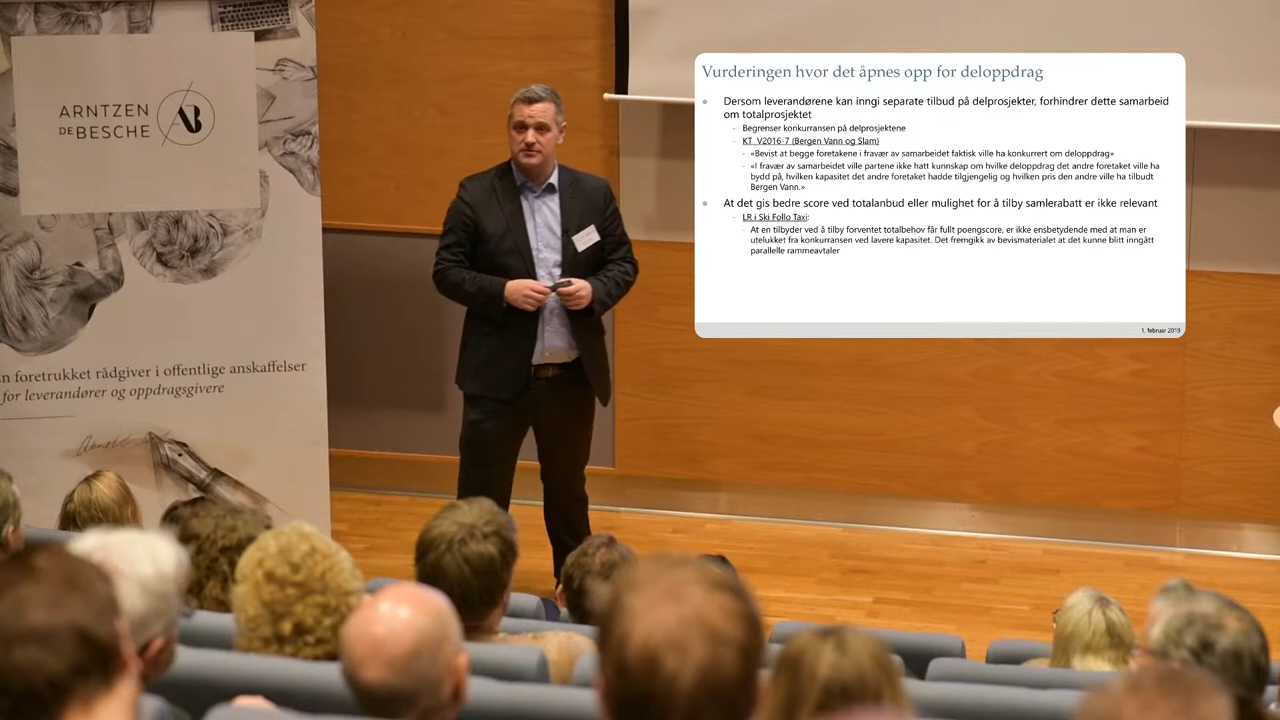 ARNTZEN
DE BESCHE
AB
n foretrukket rådgiver i offentlige anskaffelser
for leverandører og oppdragsgivere
Vurderingen hvor det åpnes opp for deloppdrag
Dersom leverandørene kan inngi separate tilbud på delprosjekter, forhindrer dette samarbeid
om totalprosjektet
- Begrenser konkurransen på delprosjektene
- KT V2016-7 (Bergen Vann og Slam)
- «Bevist at begge foretakene i fravær av samarbeidet faktisk ville ha konkurrert om deloppdrag»
- «I fravær av samarbeidet ville partene ikke hatt kunnskap om hvilke deloppdrag det andre foretaket ville ha
bydd på, hvilken kapasitet det andre foretaket hadde tilgjengelig og hvilken pris den andre ville ha tilbudt
Bergen Vann.»
At det gis bedre score ved totalanbud eller mulighet for å tilby samlerabatt er ikke relevant
- LR i Ski Follo Taxi:
- At en tilbyder ved å tilby forventet totalbehov får fullt poengscore, er ikke ensbetydende med at man er
utelukket fra konkurransen ved lavere kapasitet. Det fremgikk av bevismaterialet at det kunne blitt inngått
parallelle rammeavtaler
1. februar 2019